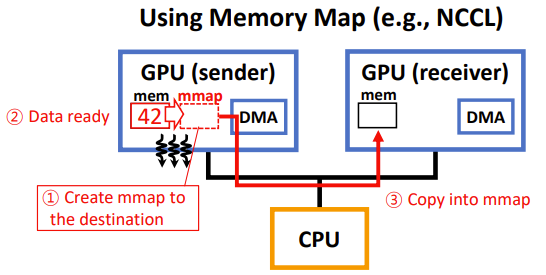 Using Memory Map (e.g., NCCL)
GPU (sender)
GPU (receiver)
mem
mmap
mem
② Data ready
42
DMA
DMA
① Create mmap to
the destination
③ Copy into mmap
CPU